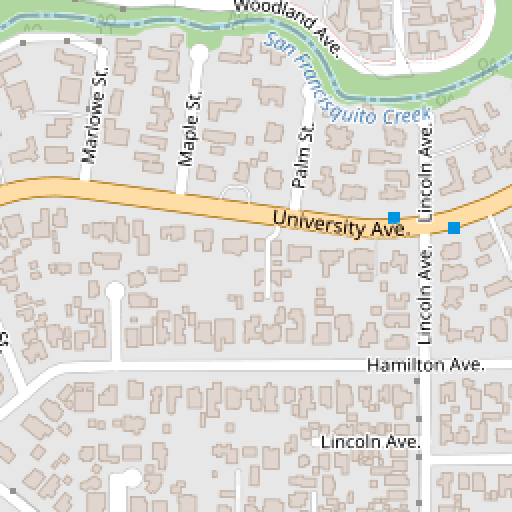 Woodland Ave.
San Francisquito Creek
Marlowe St.
Maple St.
Palm St.
Lincoln Ave.
University Ave.
Lincoln Ave.
Hamilton Ave.
Lincoln Ave.